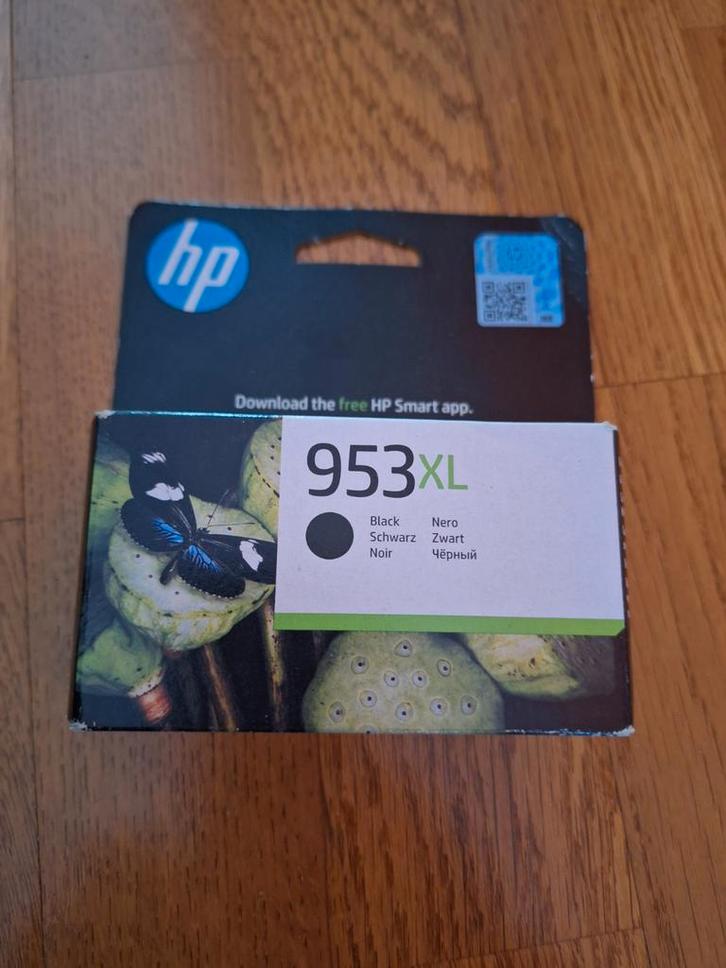 hp
Download the free HP Smart app.
953XL
Black Nero
Schwarz Zwart
Noir Чёрный